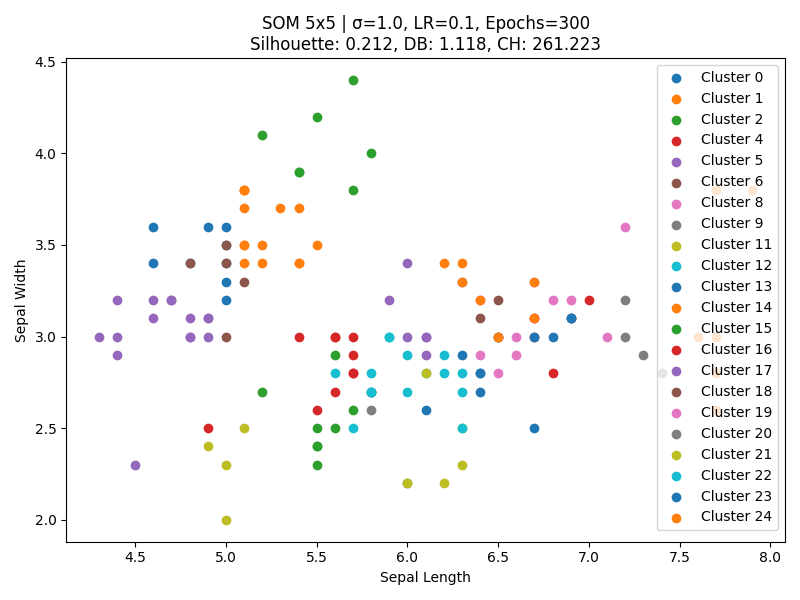 SOM 5x5 | σ=1.0, LR=0.1, Epochs=300
Silhouette: 0.212, DB: 1.118, CH: 261.223
4.5
4.0
3.5
3.0
2.5
2.0
Sepal Width
4.5 5.0 5.5 6.0 6.5 7.0 7.5 8.0
Sepal Length
Cluster 0
Cluster 1
Cluster 2
Cluster 4
Cluster 5
Cluster 6
Cluster 8
Cluster 9
Cluster 11
Cluster 12
Cluster 13
Cluster 14
Cluster 15
Cluster 16
Cluster 17
Cluster 18
Cluster 19
Cluster 20
Cluster 21
Cluster 22
Cluster 23
Cluster 24